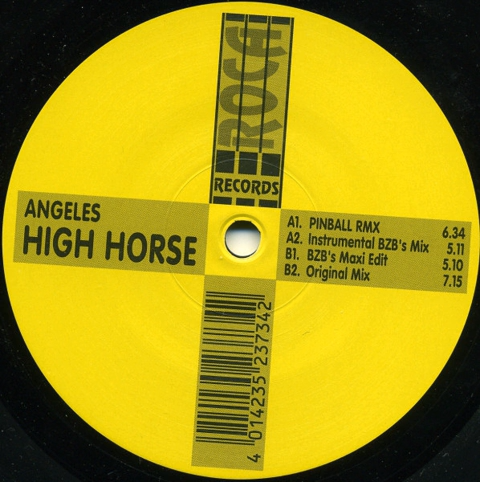 ROCA
RECORDS
ANGELES
HIGH HORSE
A1. PINBALL RMX 6.34
A2. Instrumental BZB's Mix 5.11
B1. BZB's Maxi Edit 5.10
B2. Original Mix 7.15
4 014235 237342